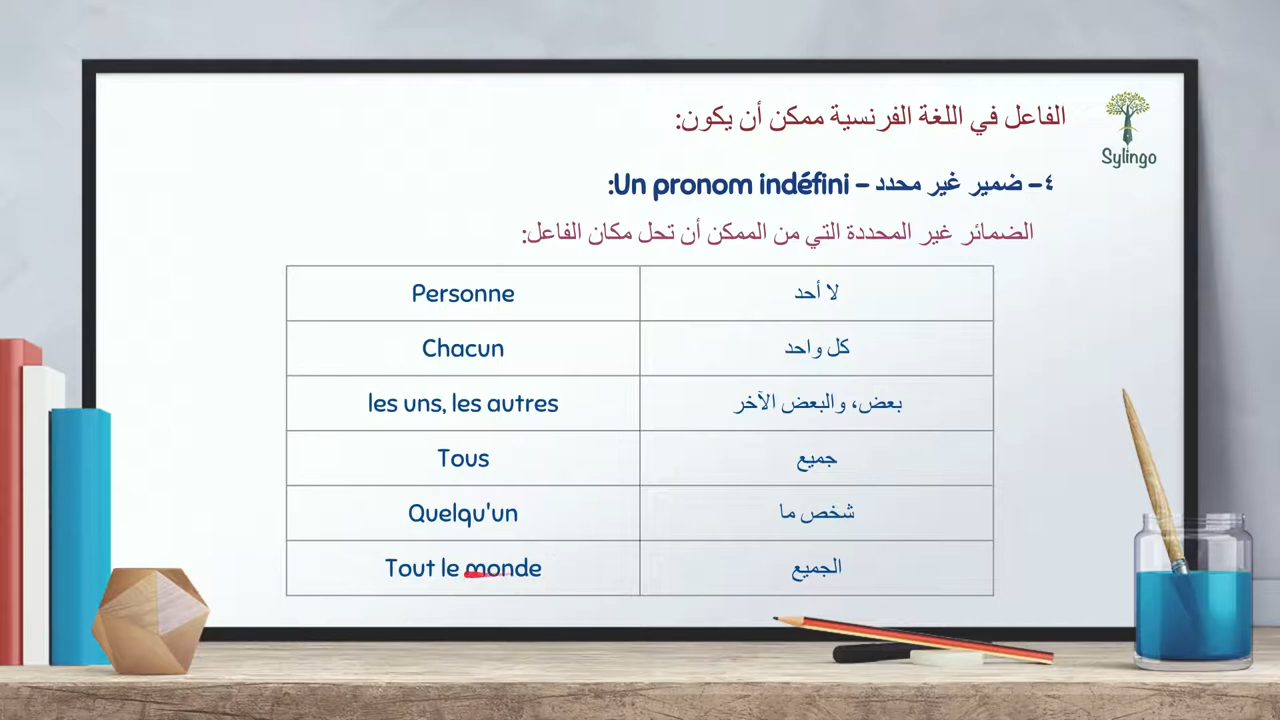 الفاعل في اللغة الفرنسية ممكن أن يكون:
Sylingo
٤- ضمير غير محدد - Un pronom indéfini:
الضمائر غير المحددة التي من الممكن أن تحل مكان الفاعل:
Personne لا أحد
Chacun كل واحد
les uns, les autres بعض، والبعض الآخر
Tous جميع
Quelqu'un شخص ما
Tout le monde الجميع